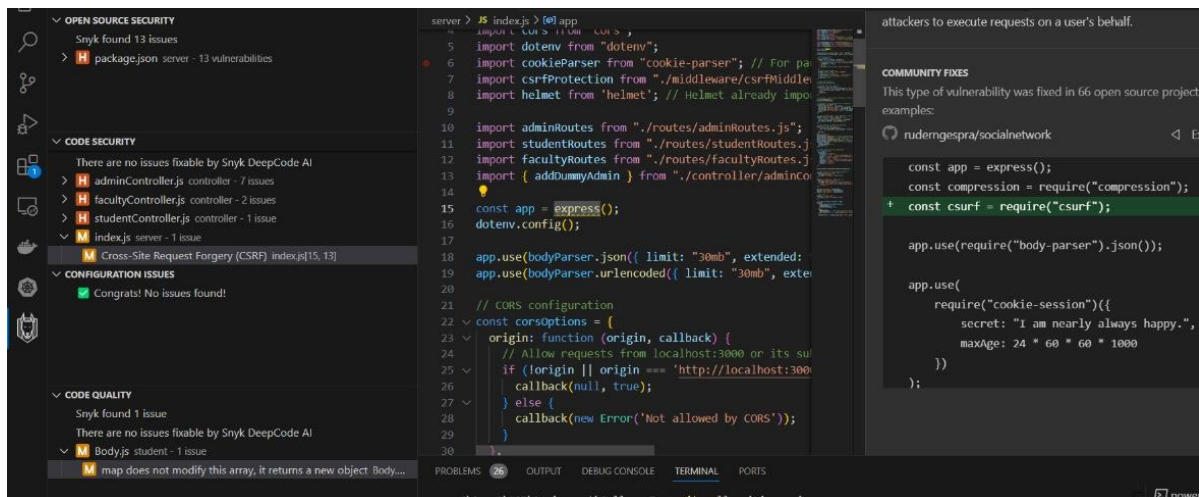 OPEN SOURCE SECURITY
Snyk found 13 issues
H package.json server - 13 vulnerabilities
CODE SECURITY
There are no issues fixable by Snyk DeepCode AI
H adminController.js controller - 7 issues
H facultyController.js controller - 2 issues
H studentController.js controller - 1 issue
M index.js server - 1 issue
M Cross-Site Request Forgery (CSRF) index.js[15, 13]
CONFIGURATION ISSUES
Congrats! No issues found!
CODE QUALITY
Snyk found 1 issue
There are no issues fixable by Snyk DeepCode AI
M Body.js student - 1 issue
M map does not modify this array, it returns a new object Body....
1
server > JS index.js > app
4 import cors from "cors";
5 import dotenv from "dotenv";
6 import cookieParser from "cookie-parser"; // For
7 import csrfProtection from "./middleware/csrfMiddle
8 import helmet from 'helmet'; // Helmet already impo
9
10 import adminRoutes from "./routes/adminRoutes.js";
11 import studentRoutes from "./routes/studentRoutes.j
12 import facultyRoutes from "./routes/facultyRoutes.j
13 import { addDummyAdmin } from "./controller/adminCo
14
15 const app = express();
16 dotenv.config();
17
18 app.use(bodyParser.json({ limit: "30mb", extended:
19 app.use(bodyParser.urlencoded({ limit: "30mb", exte
20
21 // CORS configuration
22 const corsOptions = {
23 origin: function (origin, callback) {
24 // Allow requests from localhost:3000 or its su
25 if (!origin || origin === 'http://localhost:300
26 callback(null, true);
27 } else {
28 callback(new Error('Not allowed by CORS'));
29 }
30 },
PROBLEMS 26 OUTPUT DEBUG CONSOLE TERMINAL PORTS
attackers to execute requests on a user's behalf.
COMMUNITY FIXES
This type of vulnerability was fixed in 66 open source project
examples:
ruderngespra/socialnetwork
const app = express();
const compression = require("compression");
+ const csurf = require("csurf");
app.use(require("body-parser").json());
app.use(
require("cookie-session")({
secret: "I am nearly always happy.",
maxAge: 24 * 60 * 60 * 1000
})
);